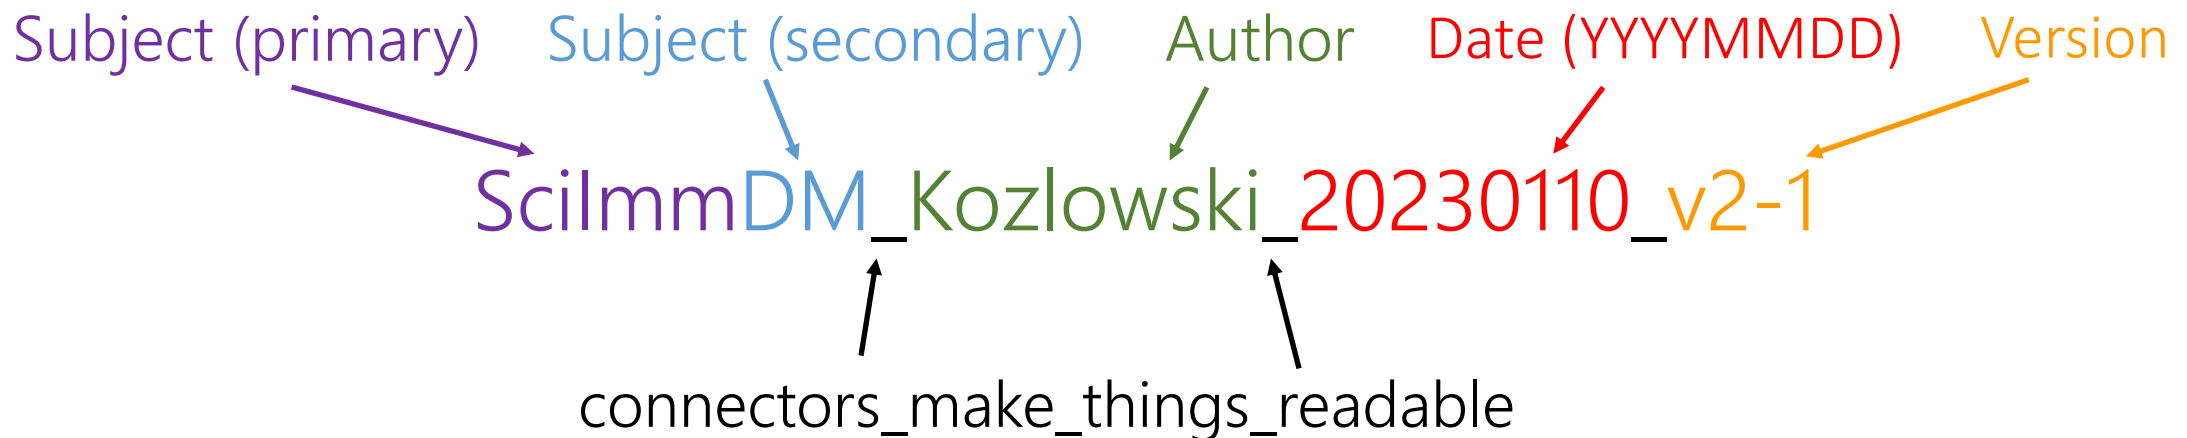 Subject (primary) Subject (secondary) Author Date (YYYYMMDD) Version
SciImmDM_Kozlowski_20230110_v2-1
connectors_make_things_readable